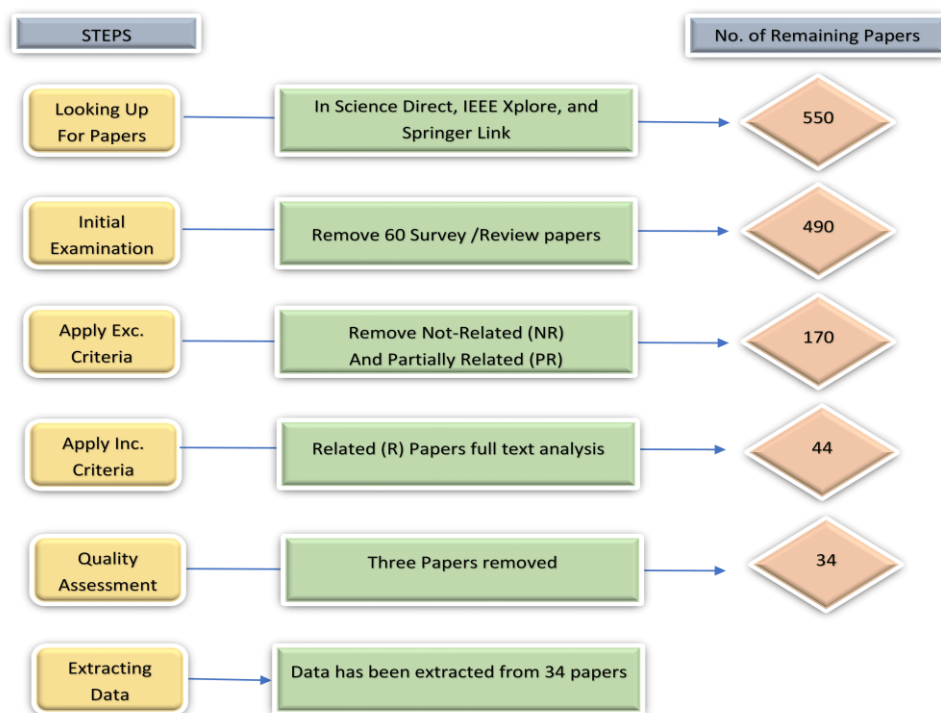 STEPS
No. of Remaining Papers
Looking Up
For Papers
In Science Direct, IEEE Xplore, and
Springer Link
550
Initial
Examination
Remove 60 Survey /Review papers
490
Apply Exc.
Criteria
Remove Not-Related (NR)
And Partially Related (PR)
170
Apply Inc.
Criteria
Related (R) Papers full text analysis
44
Quality
Assessment
Three Papers removed
34
Extracting
Data
Data has been extracted from 34 papers